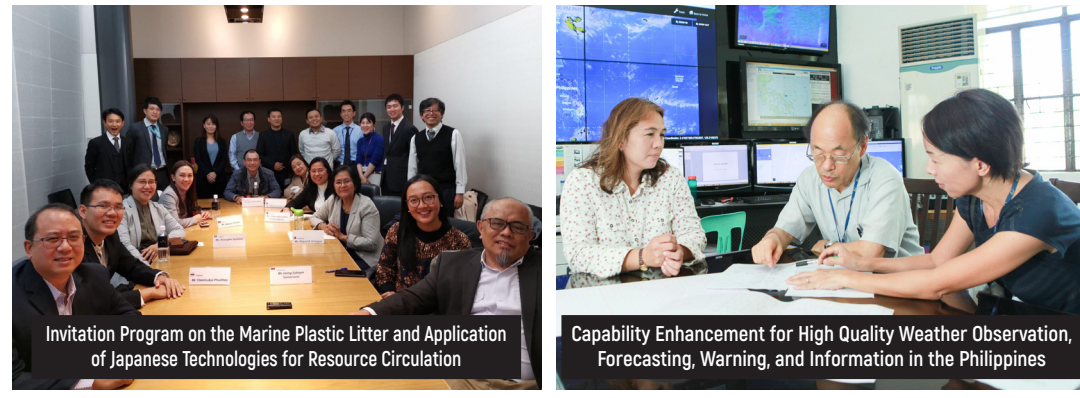 Invitation Program on the Marine Plastic Litter and Application
of Japanese Technologies for Resource Circulation
Capability Enhancement for High Quality Weather Observation,
Forecasting, Warning, and Information in the Philippines